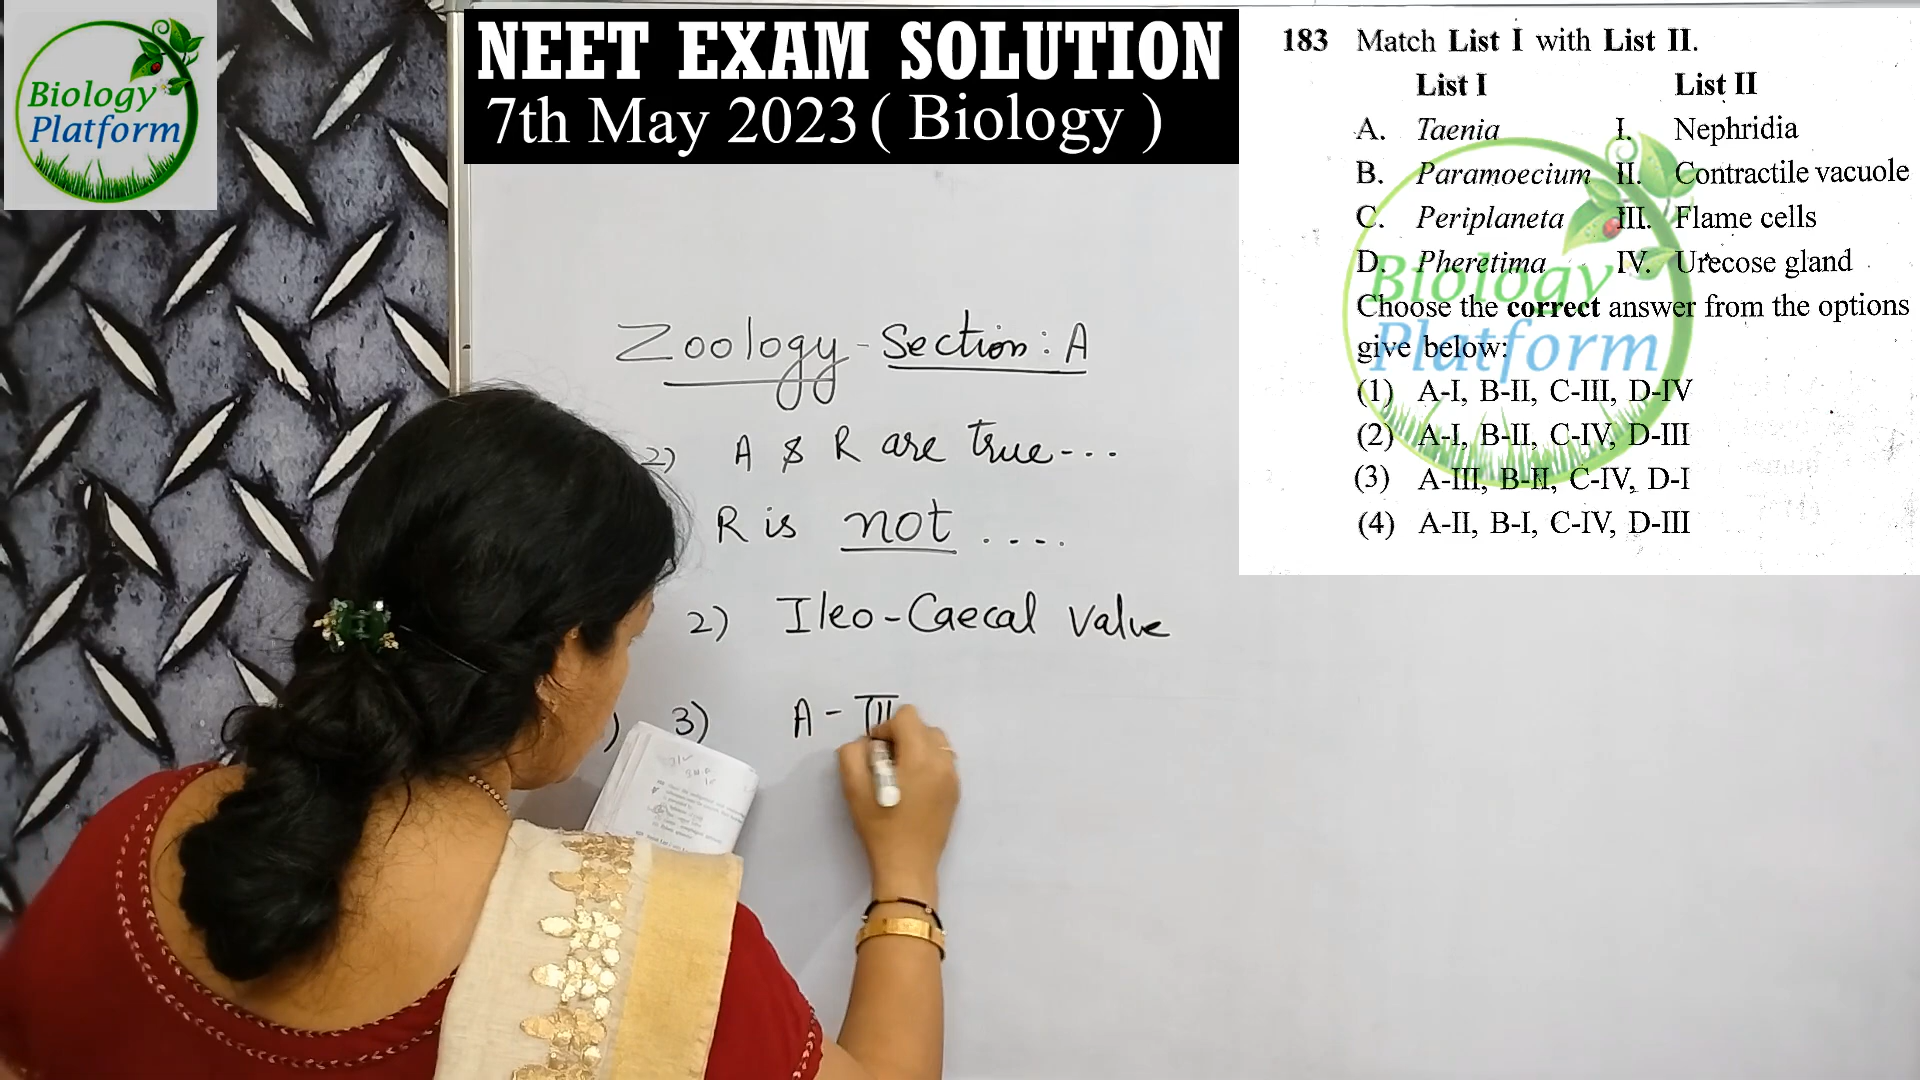 Biology
Platform
NEET EXAM SOLUTION
7th May 2023 ( Biology )
Zoology - Section : A
2) A & R are true---
R is not ....
2) Ileo-Caecal Valve
) 3) A - III
183 Match List I with List II.
List I List II
A. Taenia I. Nephridia
B. Paramoecium II. Contractile vacuole
C. Periplaneta III. Flame cells
D. Pheretima IV. Urecose gland
Choose the correct answer from the options
give below:
(1) A-I, B-II, C-III, D-IV
(2) A-I, B-II, C-IV, D-III
(3) A-III, B-II, C-IV, D-I
(4) A-II, B-I, C-IV, D-III
Biology
Platform